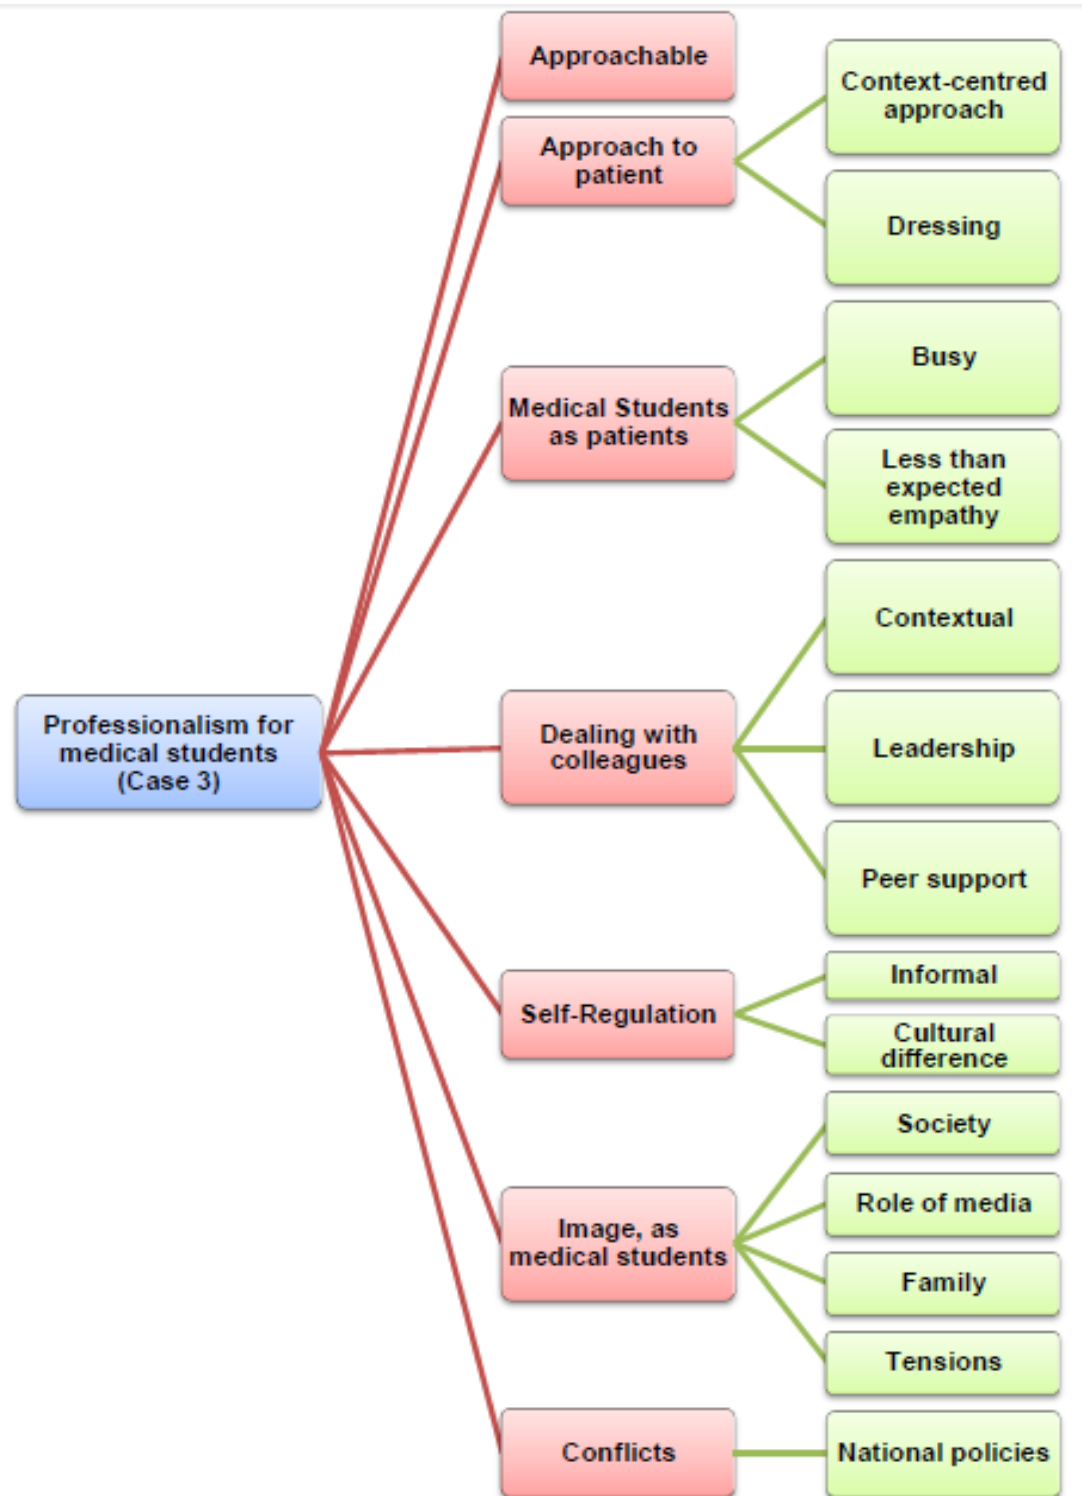 Professionalism for
medical students
(Case 3)
Approachable
Approach to
patient
Context-centred
approach
Dressing
Medical Students
as patients
Busy
Less than
expected
empathy
Dealing with
colleagues
Contextual
Leadership
Peer support
Self-Regulation
Informal
Cultural
difference
Image, as
medical students
Society
Role of media
Family
Tensions
Conflicts
National policies